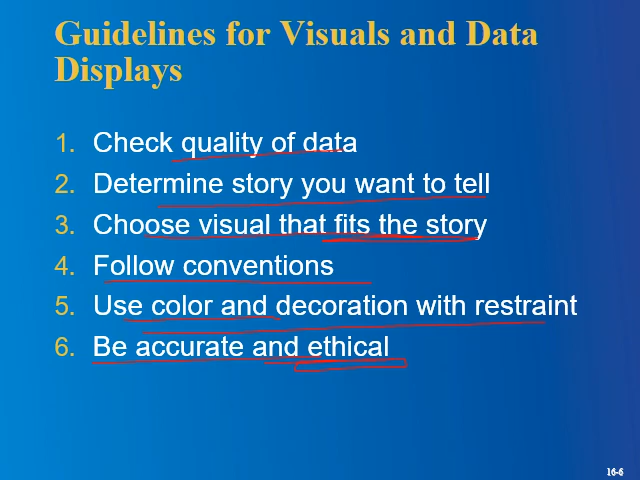 Guidelines for Visuals and Data
Displays
1. Check quality of data
2. Determine story you want to tell
3. Choose visual that fits the story
4. Follow conventions
5. Use color and decoration with restraint
6. Be accurate and ethical
16-6